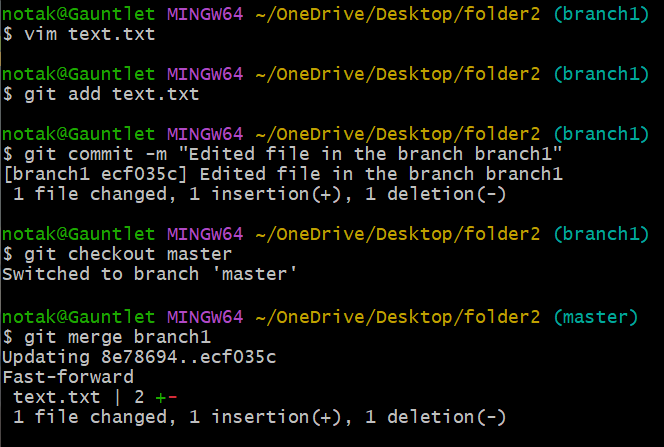 notak@Gauntlet MINGW64 ~/OneDrive/Desktop/folder2 (branch1)
$ vim text.txt
notak@Gauntlet MINGW64 ~/OneDrive/Desktop/folder2 (branch1)
$ git add text.txt
notak@Gauntlet MINGW64 ~/OneDrive/Desktop/folder2 (branch1)
$ git commit -m "Edited file in the branch branch1"
[branch1 ecf035c] Edited file in the branch branch1
 1 file changed, 1 insertion(+), 1 deletion(-)
notak@Gauntlet MINGW64 ~/OneDrive/Desktop/folder2 (branch1)
$ git checkout master
Switched to branch 'master'
notak@Gauntlet MINGW64 ~/OneDrive/Desktop/folder2 (master)
$ git merge branch1
Updating 8e78694..ecf035c
Fast-forward
 text.txt | 2 +-
 1 file changed, 1 insertion(+), 1 deletion(-)